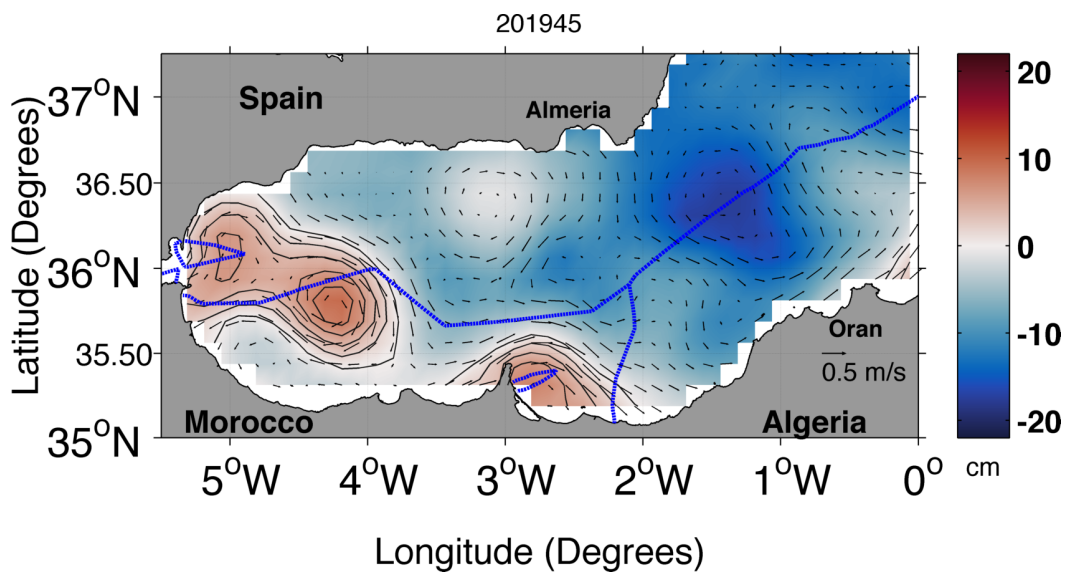 201945
37°N
36.50
36°N
35.50
35°N
Latitude (Degrees)
Spain
Almeria
Morocco
Oran
0.5 m/s
Algeria
5°W
4°W
3°W
2°W
1°W
0°
Longitude (Degrees)
20
10
0
-10
-20
cm